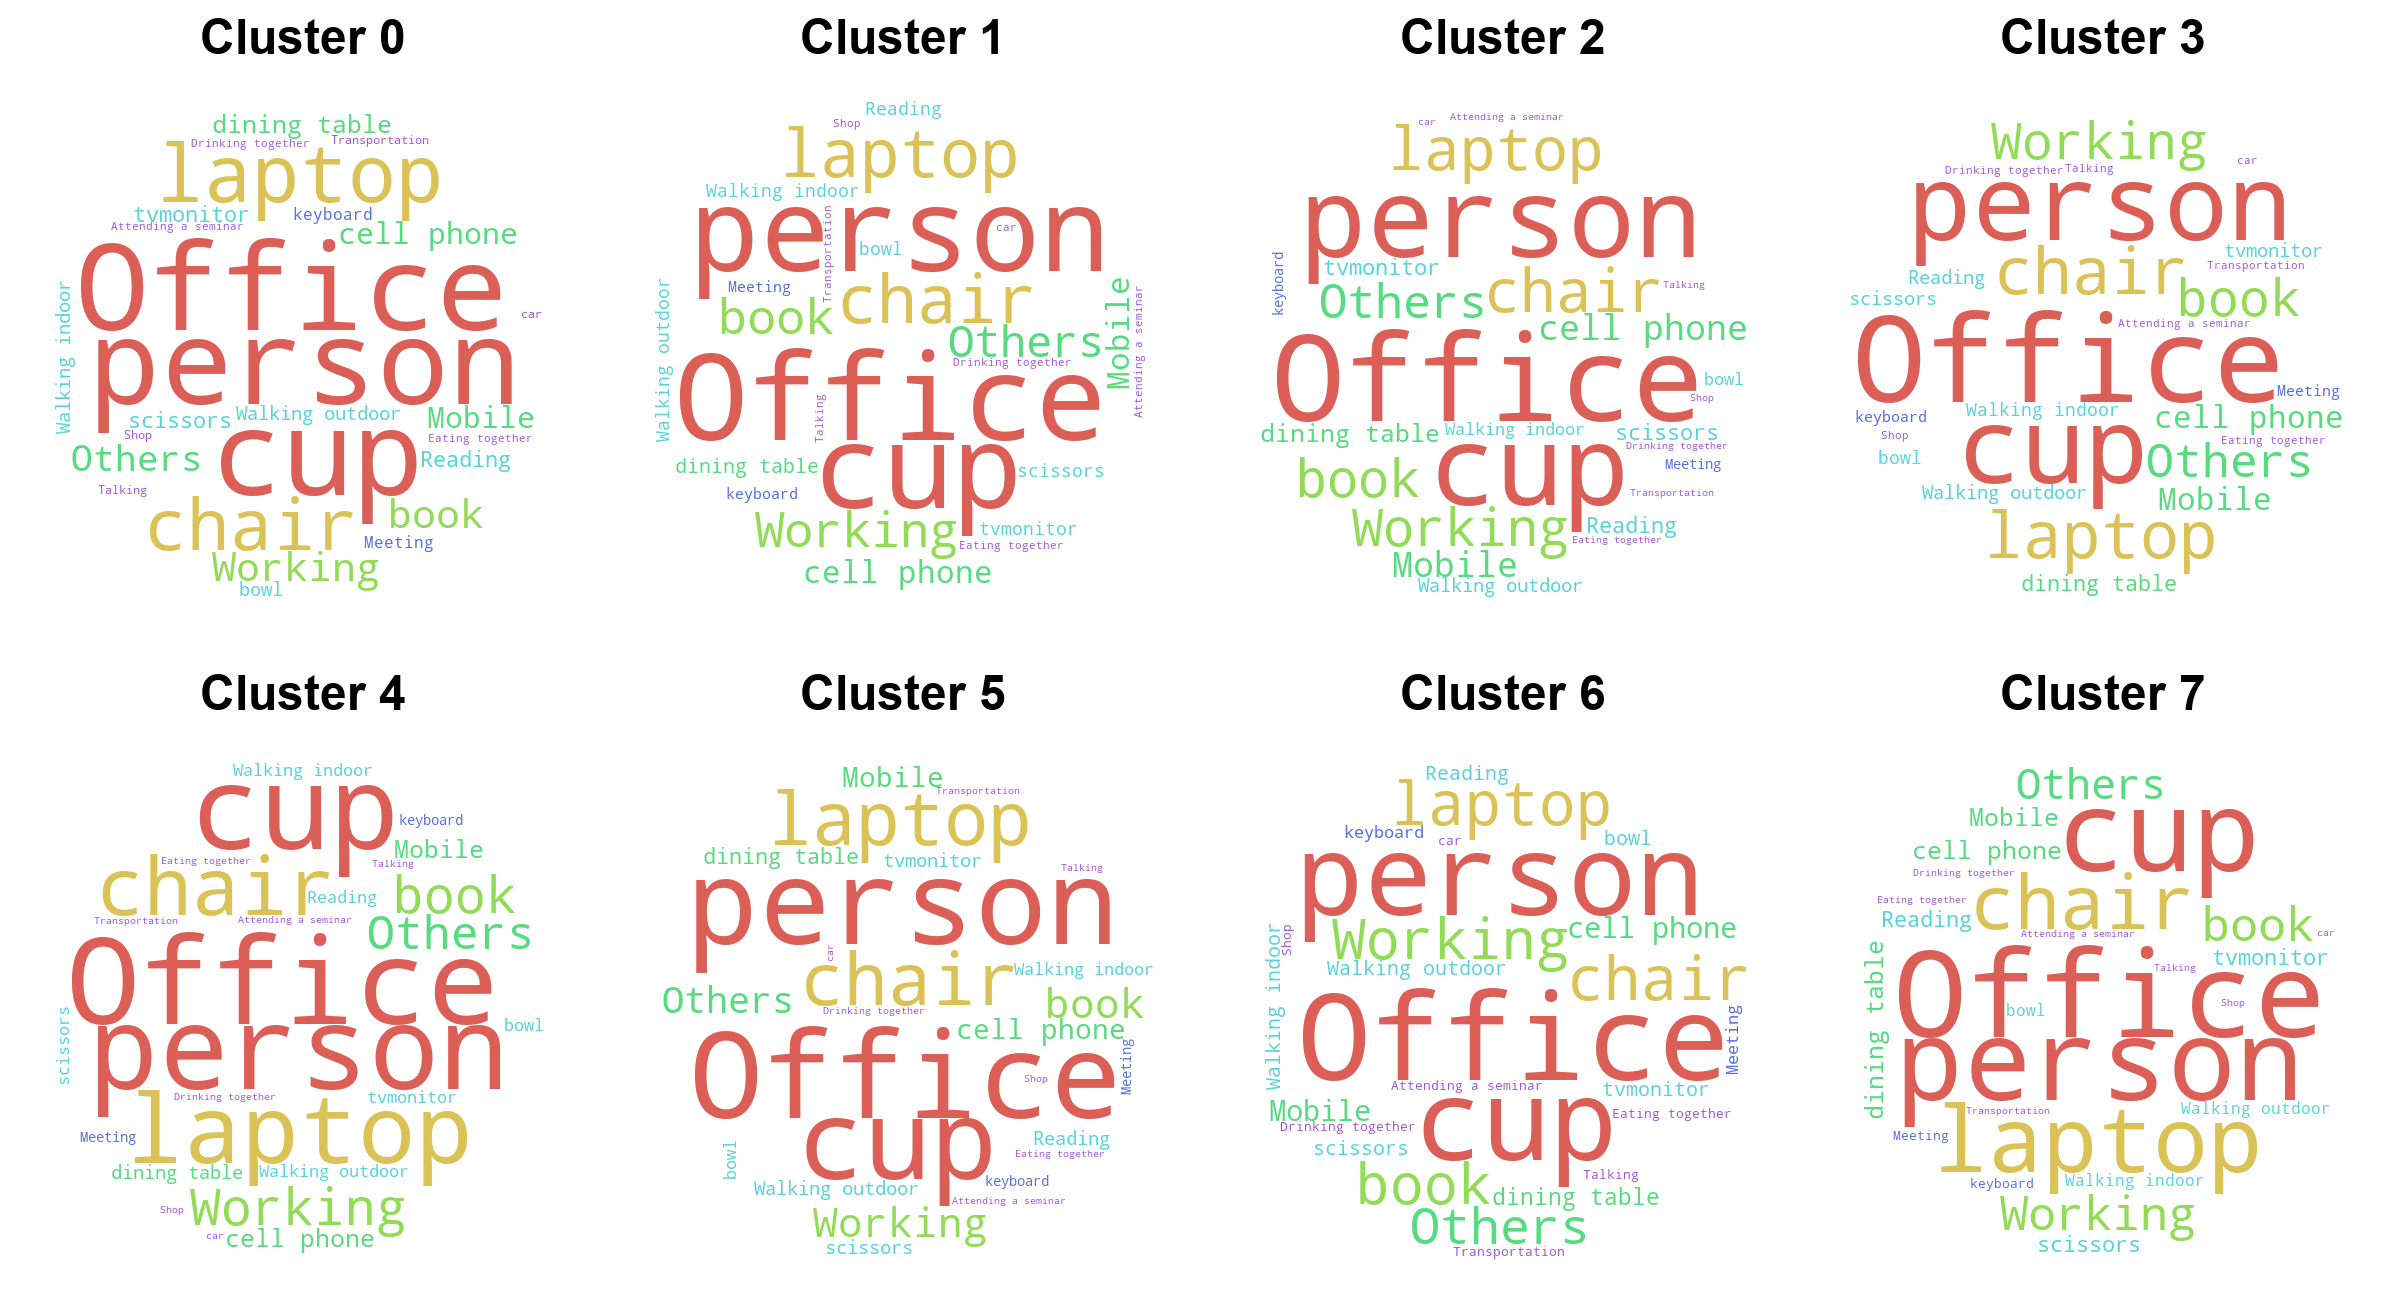 Cluster 0
dining table
Drinking together
Transportation
laptop
tvmonitor
keyboard
Attending a seminar
cell phone
Office
Walking indoor
car
person
scissors
Walking outdoor
Mobile
Shop
cup
Eating together
Others
Reading
Talking
chair
book
Meeting
Working
bowl
Cluster 1
Reading
Shop
laptop
Walking indoor
person
Transportation
car
bowl
Meeting
book
chair
Mobile
Attending a seminar
Walking outdoor
Others
Office
Drinking together
Talking
cup
dining table
scissors
keyboard
Working
tvmonitor
Eating together
cell phone
Cluster 2
car
Attending a seminar
laptop
person
keyboard
tvmonitor
chair
Talking
Others
cell phone
Office
bowl
Shop
dining table
Walking indoor
scissors
Drinking together
cup
Meeting
book
Transportation
Working
Reading
Eating together
Mobile
Walking outdoor
Cluster 3
Working
car
Drinking together
Talking
person
tvmonitor
Transportation
Reading
chair
scissors
book
Attending a seminar
Office
Meeting
keyboard
Walking indoor
cell phone
Shop
cup
Eating together
bowl
Others
Walking outdoor
Mobile
laptop
dining table
Cluster 4
Walking indoor
cup
keyboard
Mobile
Eating together
Talking
chair
Reading
book
Transportation
Attending a seminar
Others
Office
scissors
person
bowl
Drinking together
tvmonitor
laptop
Meeting
dining table
Walking outdoor
Shop
Working
car
cell phone
Cluster 5
Mobile
Transportation
laptop
dining table
tvmonitor
Talking
person
car
chair
Walking indoor
Others
book
Drinking together
cell phone
Office
Meeting
Shop
cup
bowl
Reading
Eating together
Walking outdoor
keyboard
Attending a seminar
Working
scissors
Cluster 6
Reading
laptop
keyboard
car
bowl
person
Shop
Working
cell phone
Walking indoor
Walking outdoor
chair
Office
Meeting
Attending a seminar
tvmonitor
Mobile
cup
Eating together
Drinking together
scissors
Talking
book
dining table
Others
Transportation
Cluster 7
Others
Mobile
cup
cell phone
Drinking together
chair
Eating together
Reading
book
Attending a seminar
car
dining table
tvmonitor
Talking
Office
Shop
bowl
person
Transportation
Walking outdoor
laptop
Meeting
keyboard
Walking indoor
Working
scissors